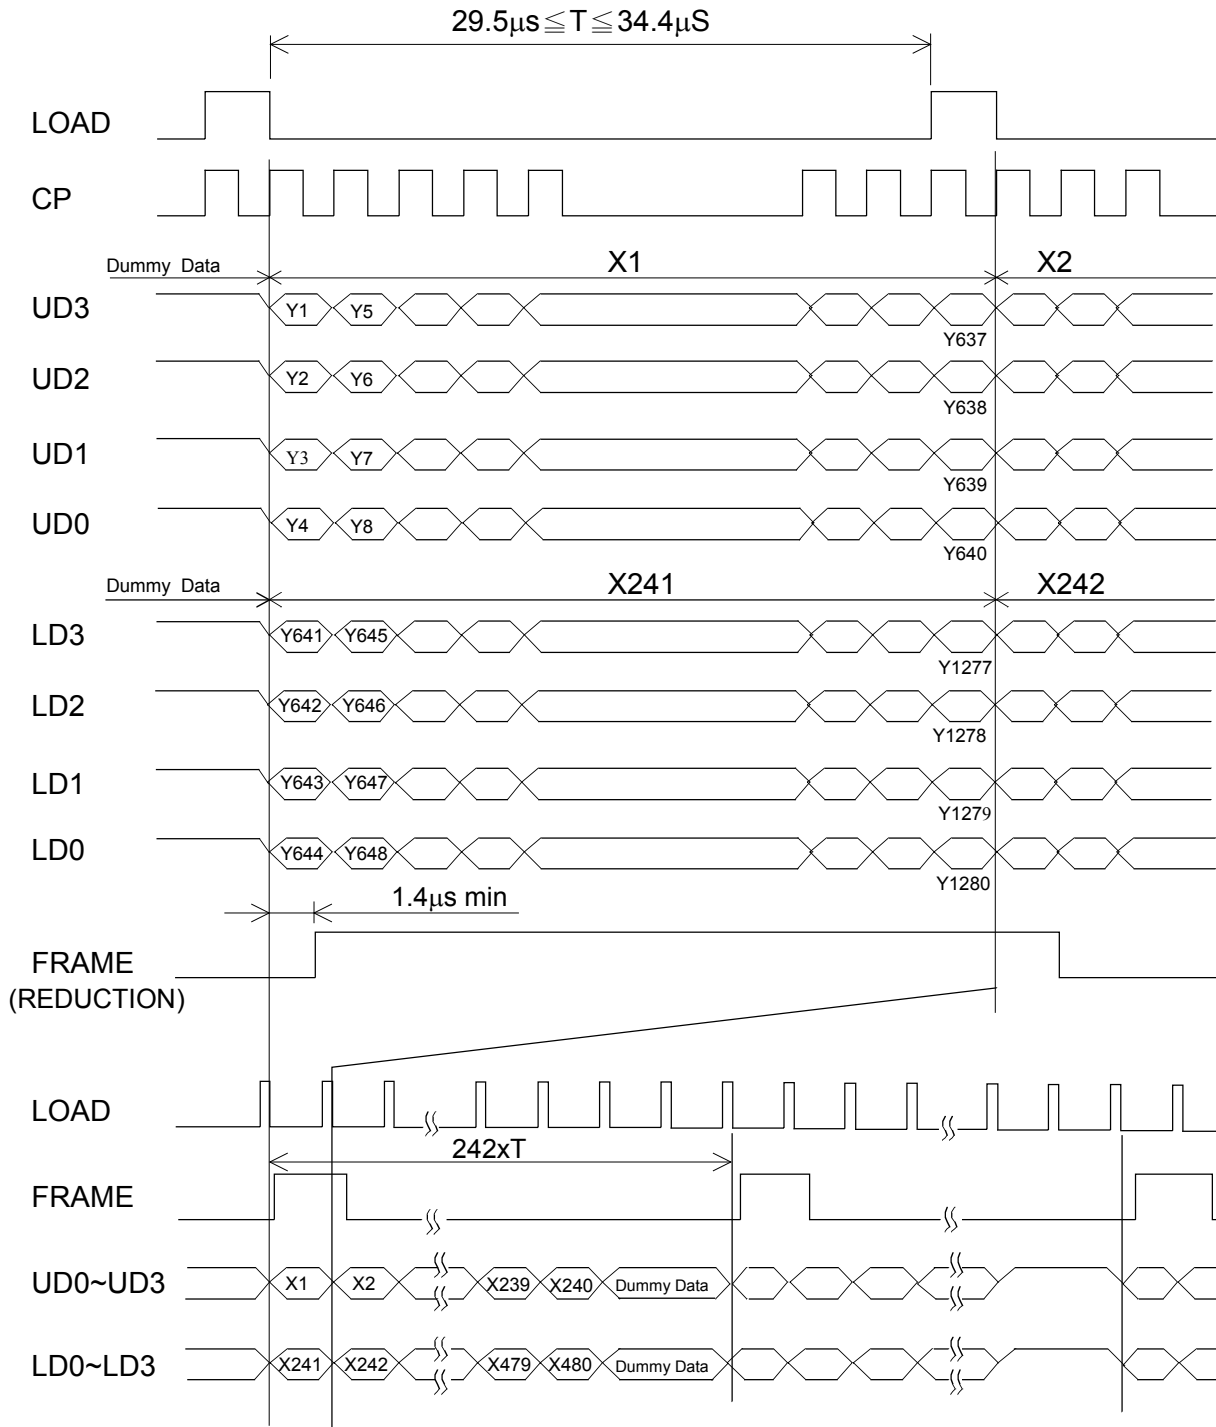 29.5μs≦T≦34.4μS
LOAD
CP
Dummy Data X1 X2
UD3 Y1 Y5
Y637
UD2 Y2 Y6
Y638
UD1 Y3 Y7
Y639
UD0 Y4 Y8
Y640
Dummy Data X241 X242
LD3 Y641 Y645
Y1277
LD2 Y642 Y646
Y1278
LD1 Y643 Y647
Y1279
LD0 Y644 Y648
Y1280
1.4μs min
FRAME
(REDUCTION)
LOAD
242xT
FRAME
UD0~UD3 X1 X2 X239 X240 Dummy Data
LD0~LD3 X241 X242 X479 X480 Dummy Data